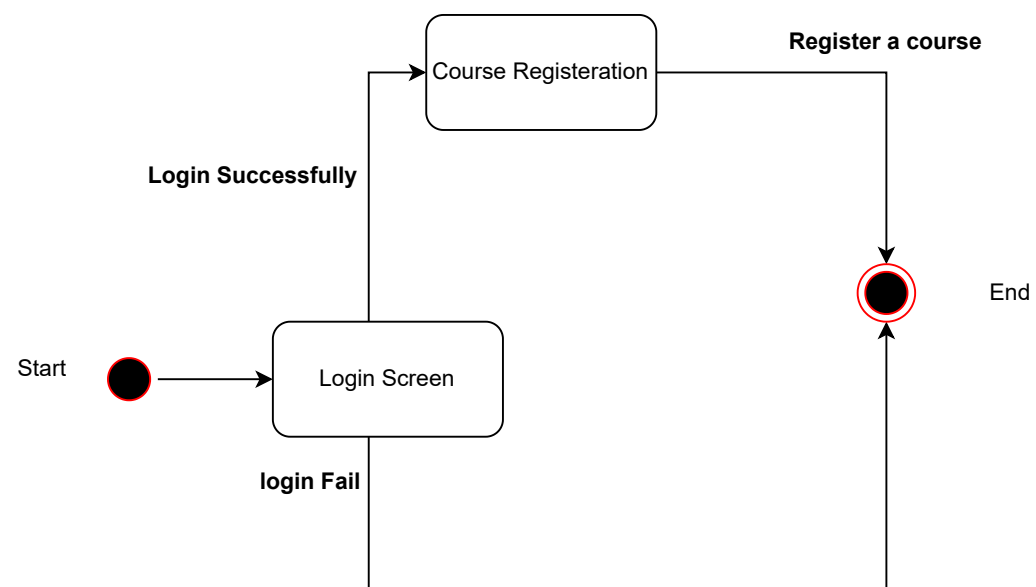 Register a course
Course Registeration
Login Successfully
End
Start
Login Screen
login Fail